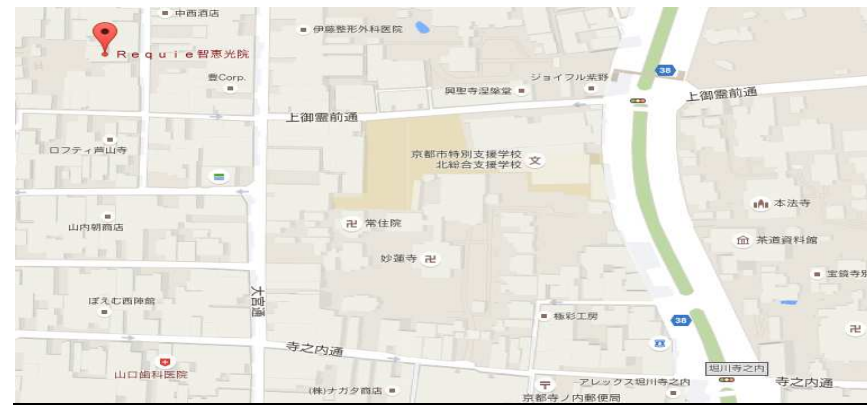 中西酒店
伊藤整形外科医院
Requie智恵光院
豊Corp.
38
ジョイフル紫野
興聖寺涅槃堂
上御霊前通
上御霊前通
ロフティ芦山寺
京都市特別支援学校
北総合支援学校
文
本法寺
山内朝商店
卍 常住院
茶道資料館
妙蓮寺 卍
宝鏡寺別
大宮通
ぽえむ西陣館
極彩工房
38
卍
寺之内通
堀川寺之内
山口歯科医院
(株)ナガタ商店
〒
アレックス堀川寺之内
寺之内通
京都寺ノ内郵便局